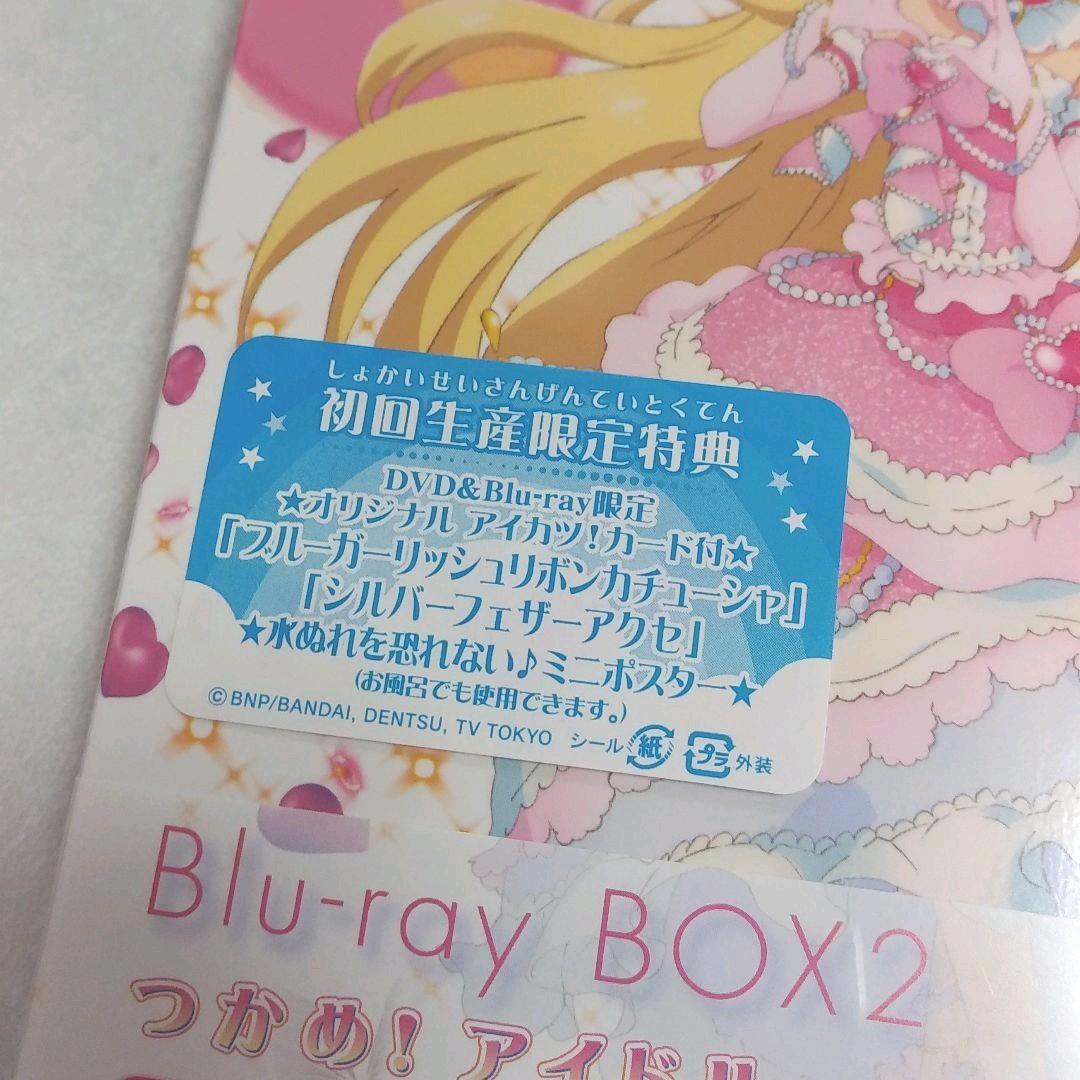 しょかいせいさんげんていとくてん
初回生産限定特典
DVD&Blu-ray限定
★オリジナル アイカツ!カード付★
「ブルーガーリッシュリボンカチューシャ」
「シルバーフェザーアクセ」
★水ぬれを恐れない♪ミニポスター★
(お風呂でも使用できます。)
©BNP/BANDAI, DENTSU, TV TOKYO シール 紙 プラ 外装
Blu-ray BOX2
つかめ!アイドル